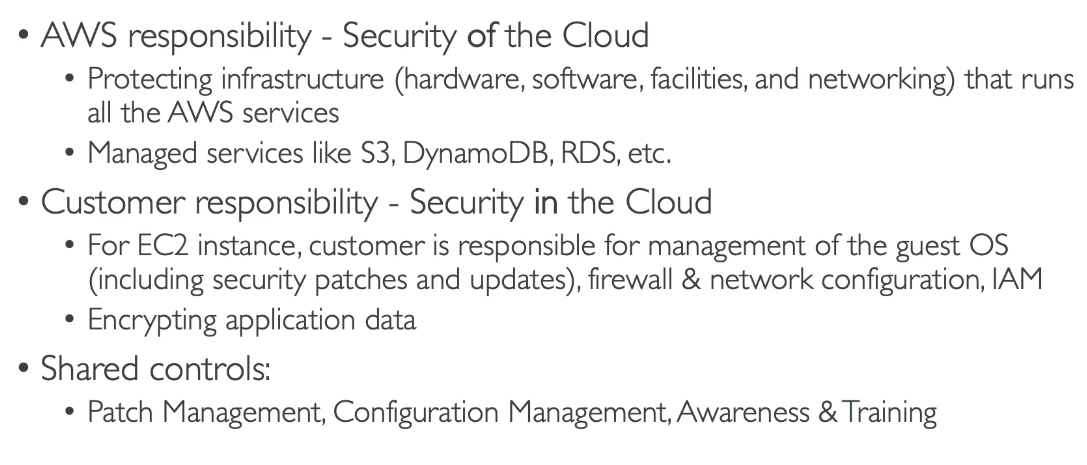 • AWS responsibility - Security of the Cloud
• Protecting infrastructure (hardware, software, facilities, and networking) that runs
all the AWS services
• Managed services like S3, DynamoDB, RDS, etc.
• Customer responsibility - Security in the Cloud
• For EC2 instance, customer is responsible for management of the guest OS
(including security patches and updates), firewall & network configuration, IAM
• Encrypting application data
• Shared controls:
• Patch Management, Configuration Management, Awareness & Training